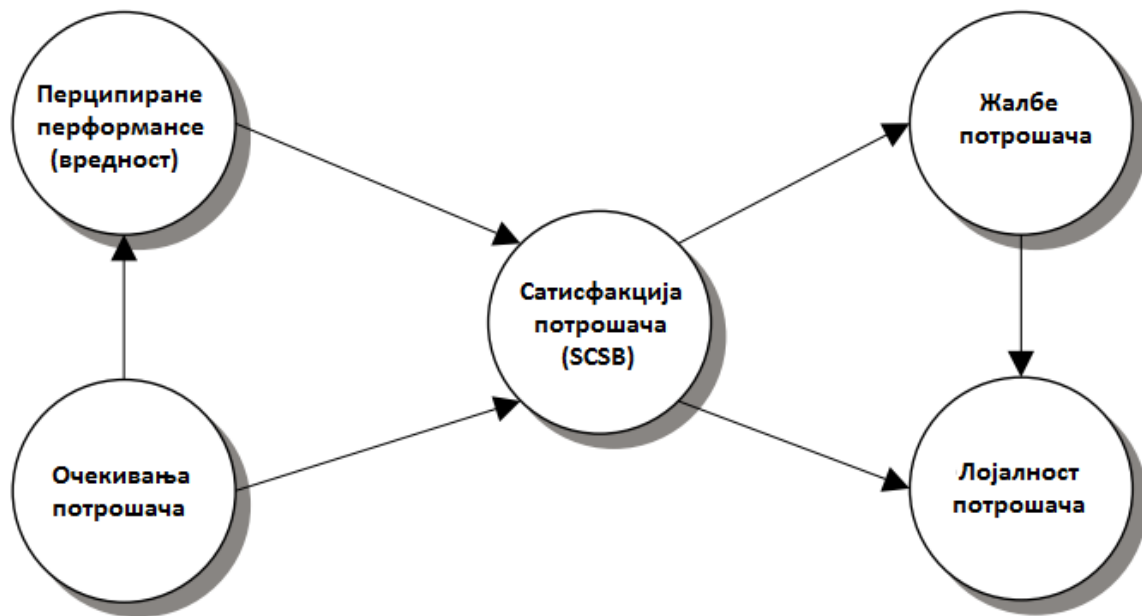 Перципиране
перформансе
(вредност)
Жалбе
потрошача
Сатисфакција
потрошача
(SCSB)
Очекивања
потрошача
Лојалност
потрошача